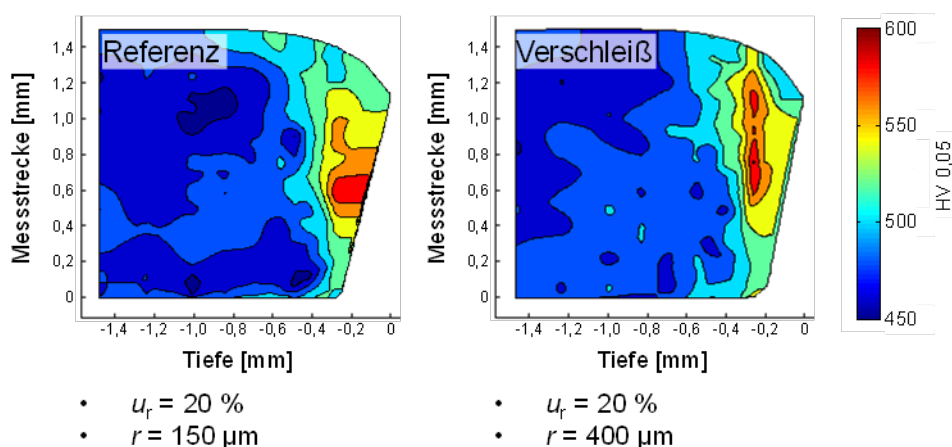 Referenz
Verschleiß
Messstrecke [mm]
1,4
1,2
1,0
0,8
0,6
0,4
0,2
0
-1,4 -1,2 -1,0 -0,8 -0,6 -0,4 -0,2 0
Tiefe [mm]
Messstrecke [mm]
1,4
1,2
1,0
0,8
0,6
0,4
0,2
0
-1,4 -1,2 -1,0 -0,8 -0,6 -0,4 -0,2 0
Tiefe [mm]
600
550
500
450
HV 0,05
• ur = 20 %
• r = 150 µm
• ur = 20 %
• r = 400 µm